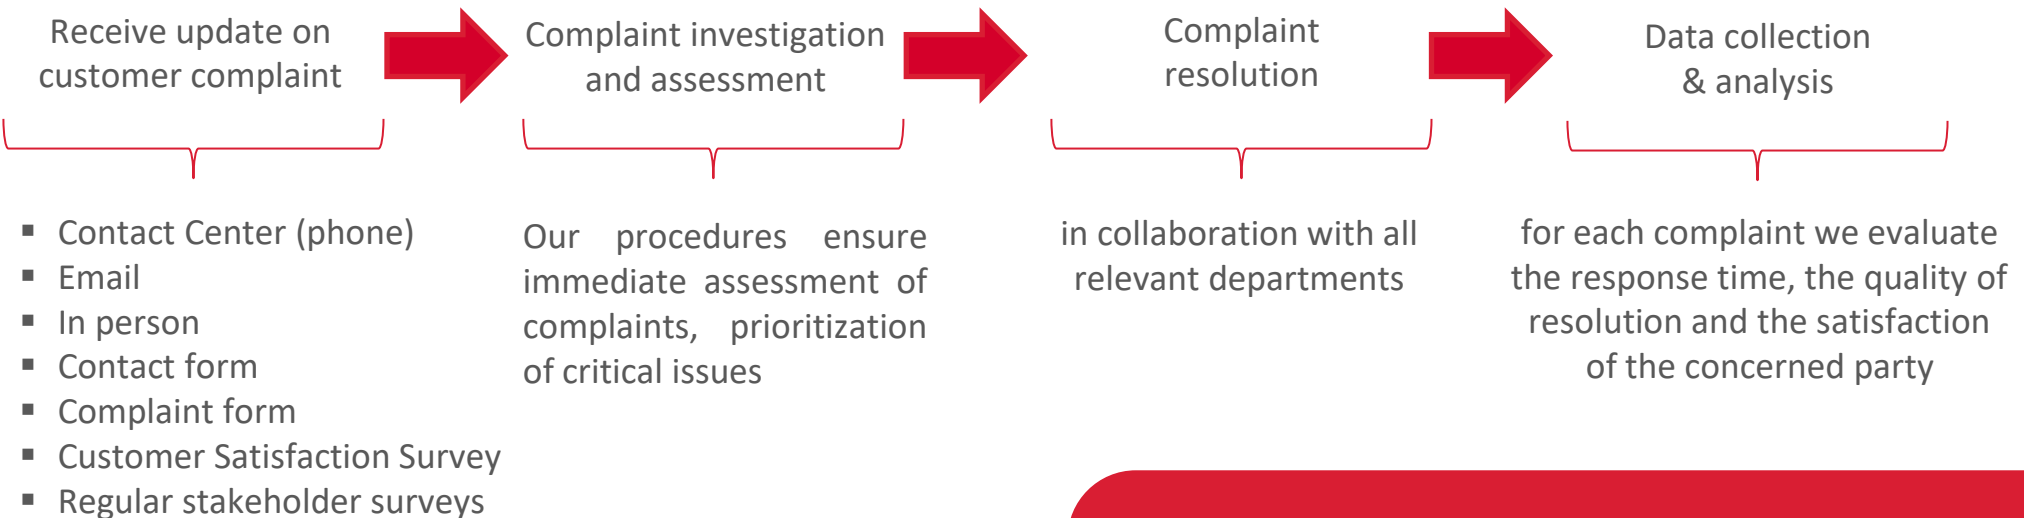 Receive update on
customer complaint
Complaint investigation
and assessment
Complaint
resolution
Data collection
& analysis
▪ Contact Center (phone)
▪ Email
▪ In person
▪ Contact form
▪ Complaint form
▪ Customer Satisfaction Survey
▪ Regular stakeholder surveys
Our procedures ensure
immediate assessment of
complaints, prioritization
of critical issues
in collaboration with all
relevant departments
for each complaint we evaluate
the response time, the quality of
resolution and the satisfaction
of the concerned party